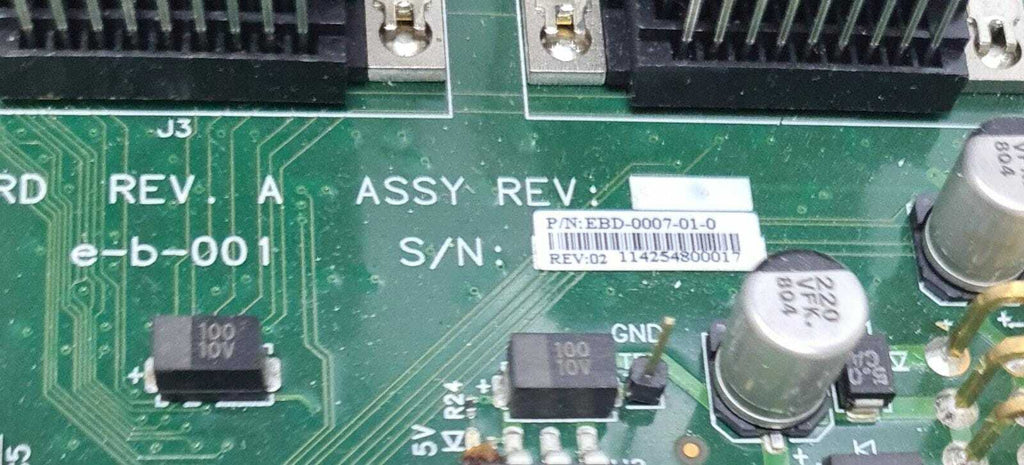 J3
RD REV. A ASSY REV:
P/N:EBD-0007-01-0
e-b-001 S/N:
REV:02 114254800017
VFK
804
220
VFK.
804
100
10V
100
10V
GND
R24
5V